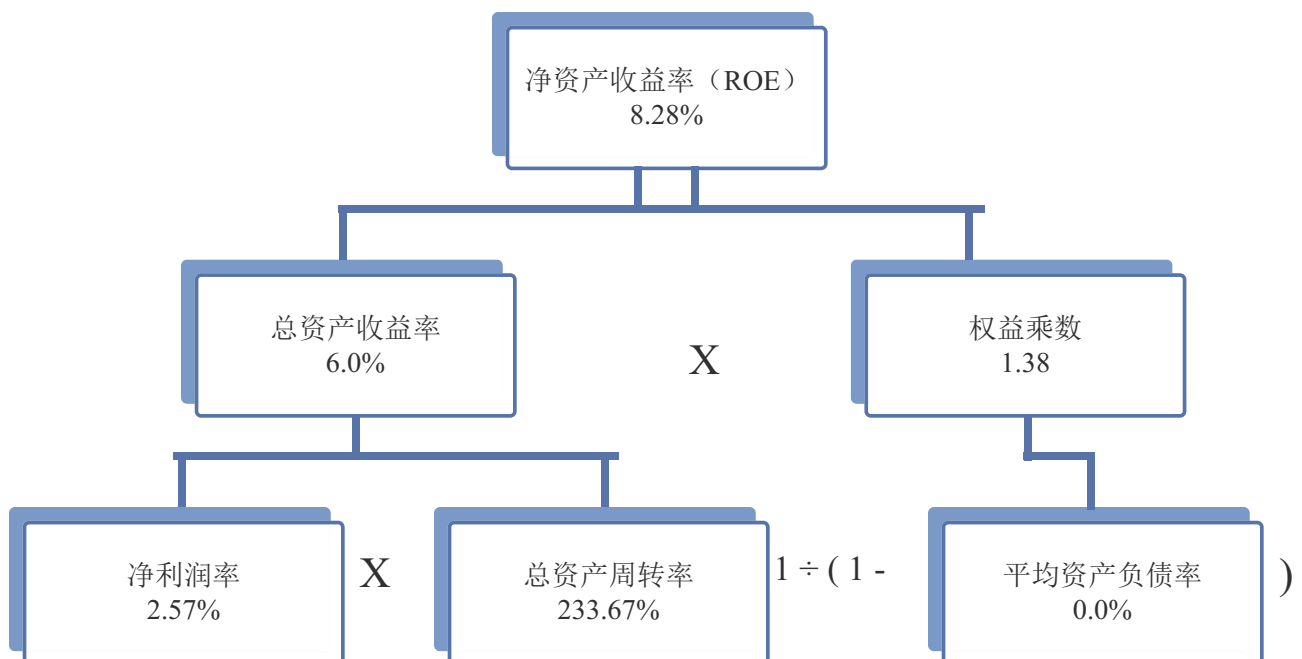 净资产收益率（ROE）
8.28%
总资产收益率
6.0%
X
权益乘数
1.38
净利润率
2.57%
X
总资产周转率
233.67%
1 ÷ ( 1 -
平均资产负债率
0.0%
)